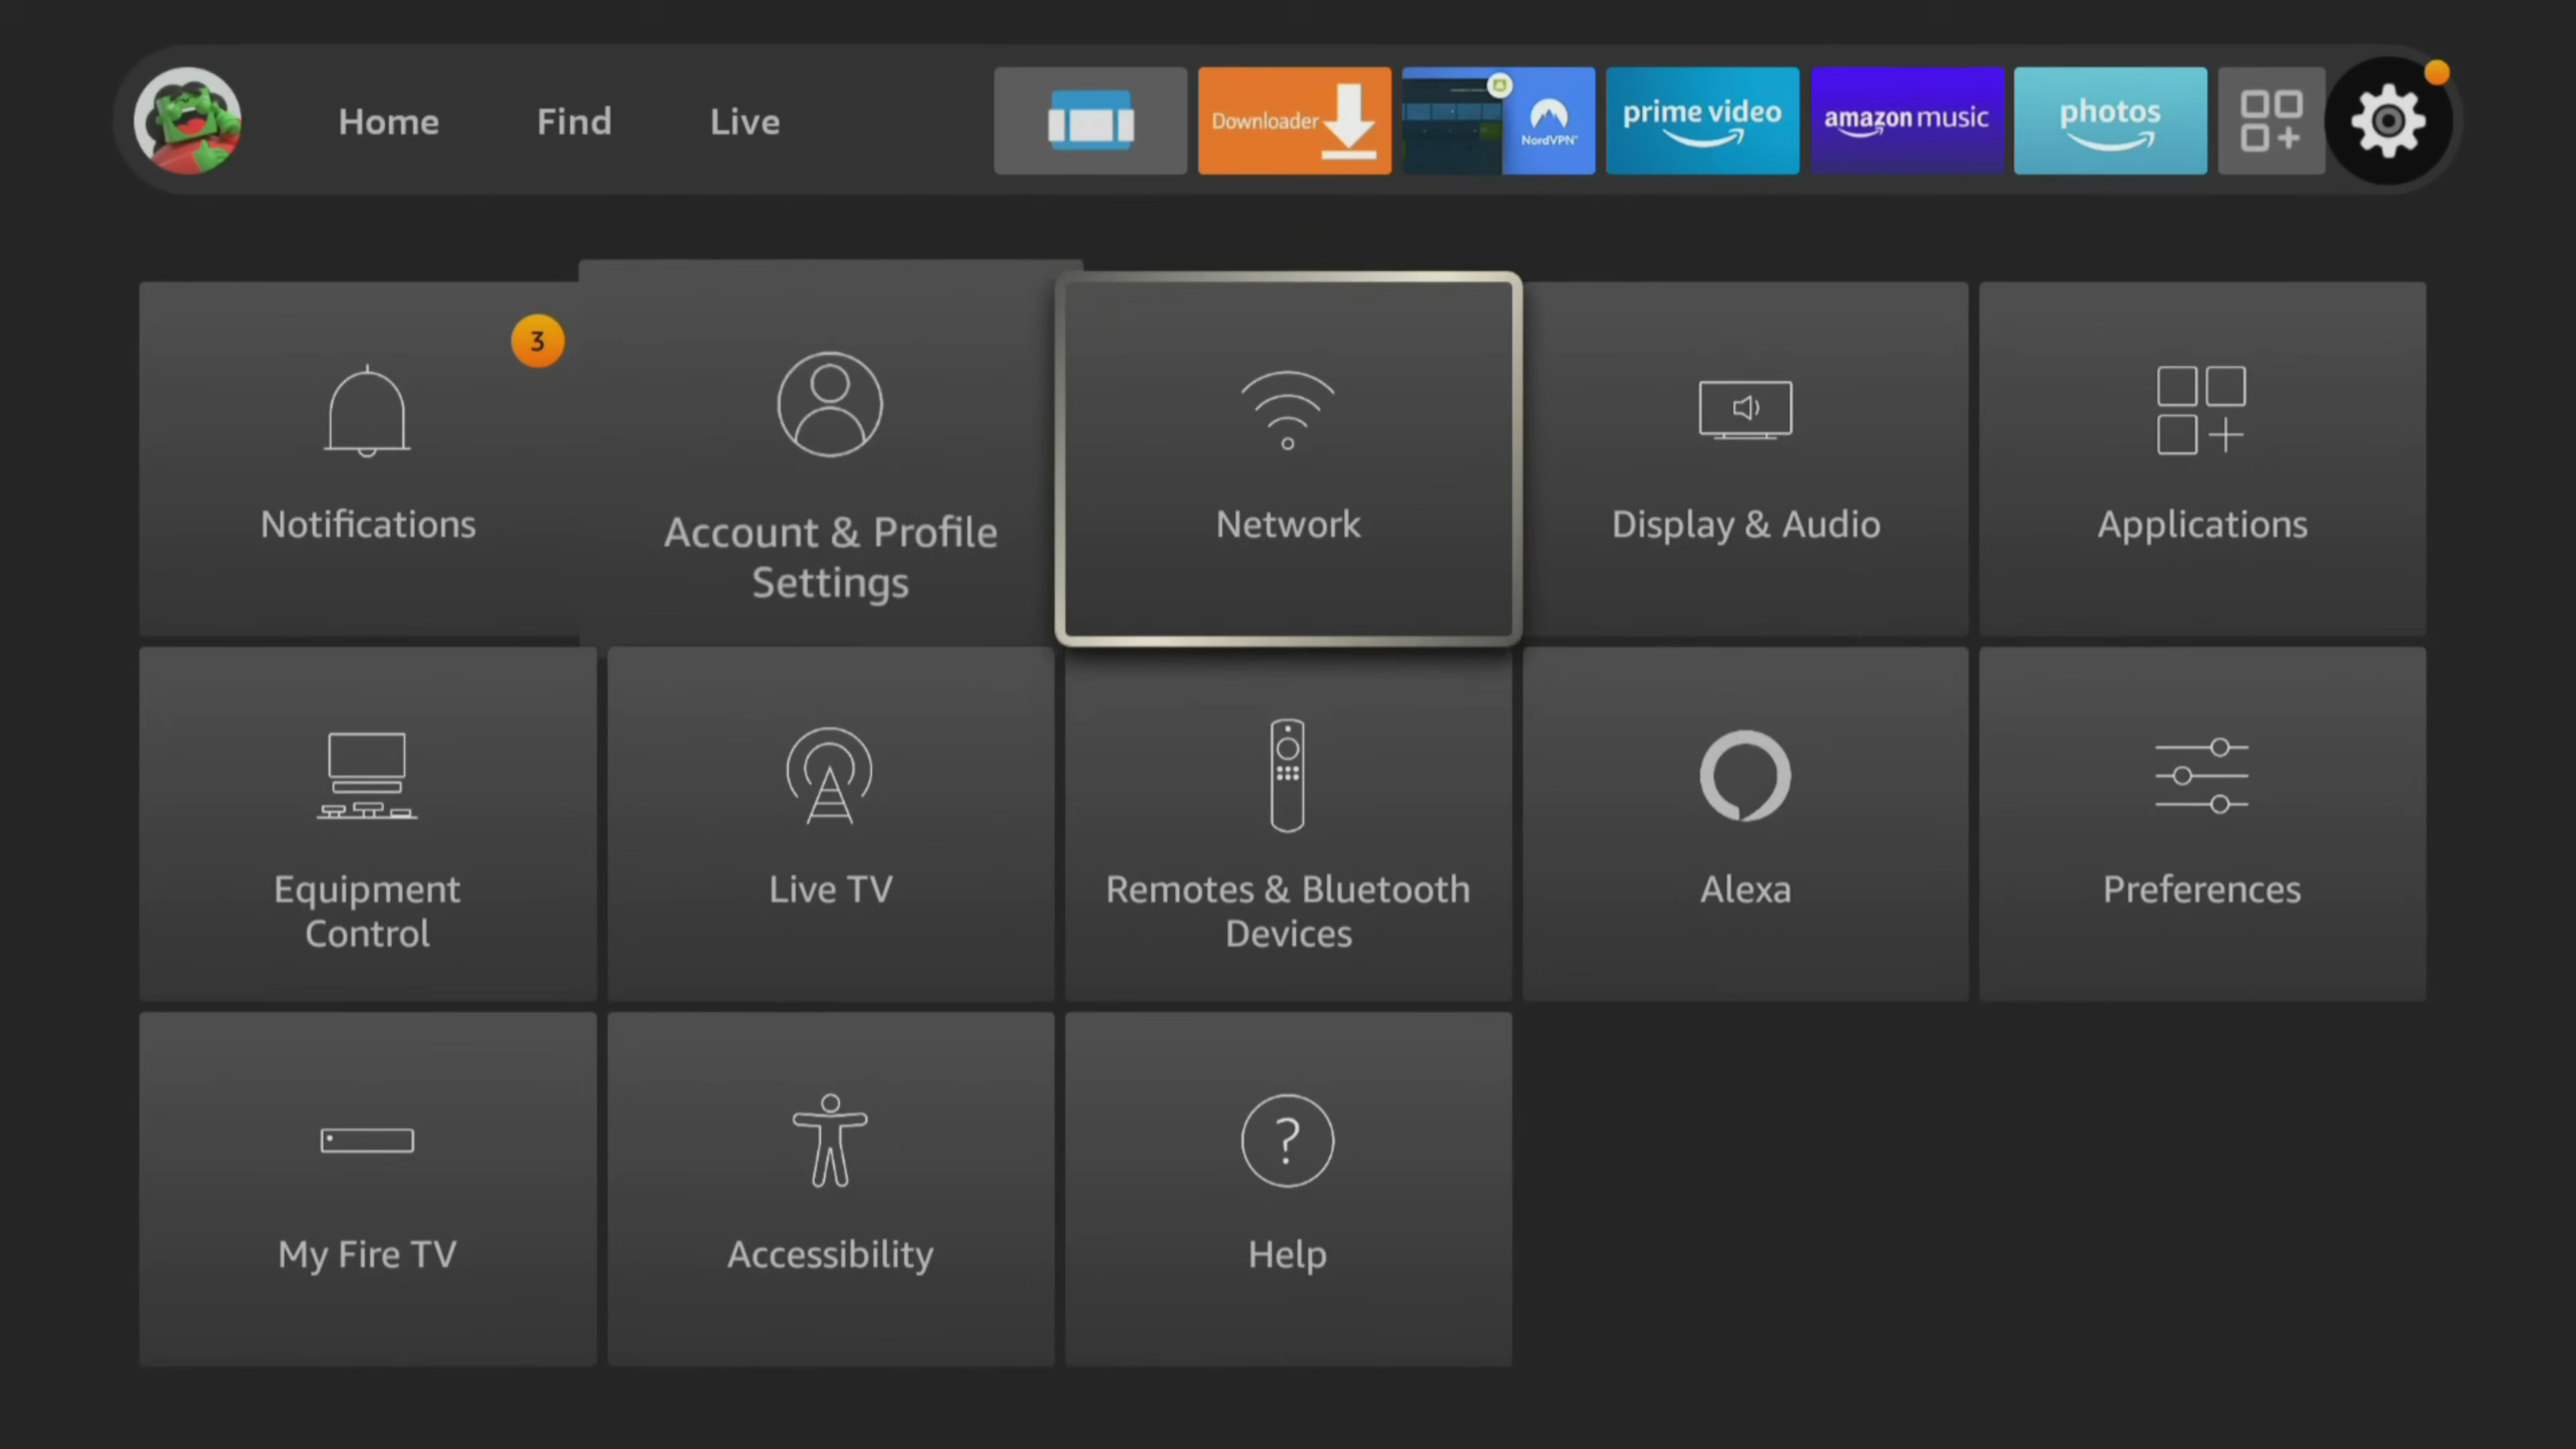 Home
Find
Live
Downloader
NordVPN
prime video
amazon music
photos
3
Notifications
Account & Profile
Settings
Network
Display & Audio
Applications
Equipment
Control
Live TV
Remotes & Bluetooth
Devices
Alexa
Preferences
My Fire TV
Accessibility
?
Help